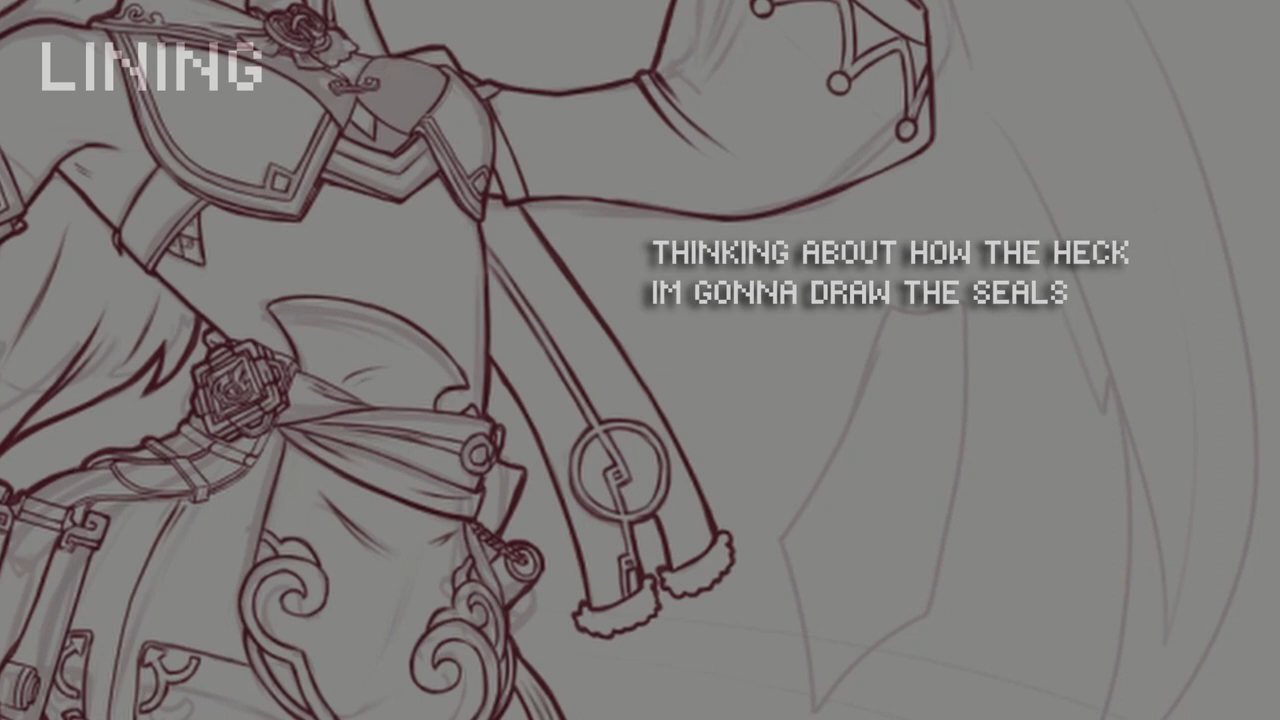 LINING
THINKING ABOUT HOW THE HECK
IM GONNA DRAW THE SEALS